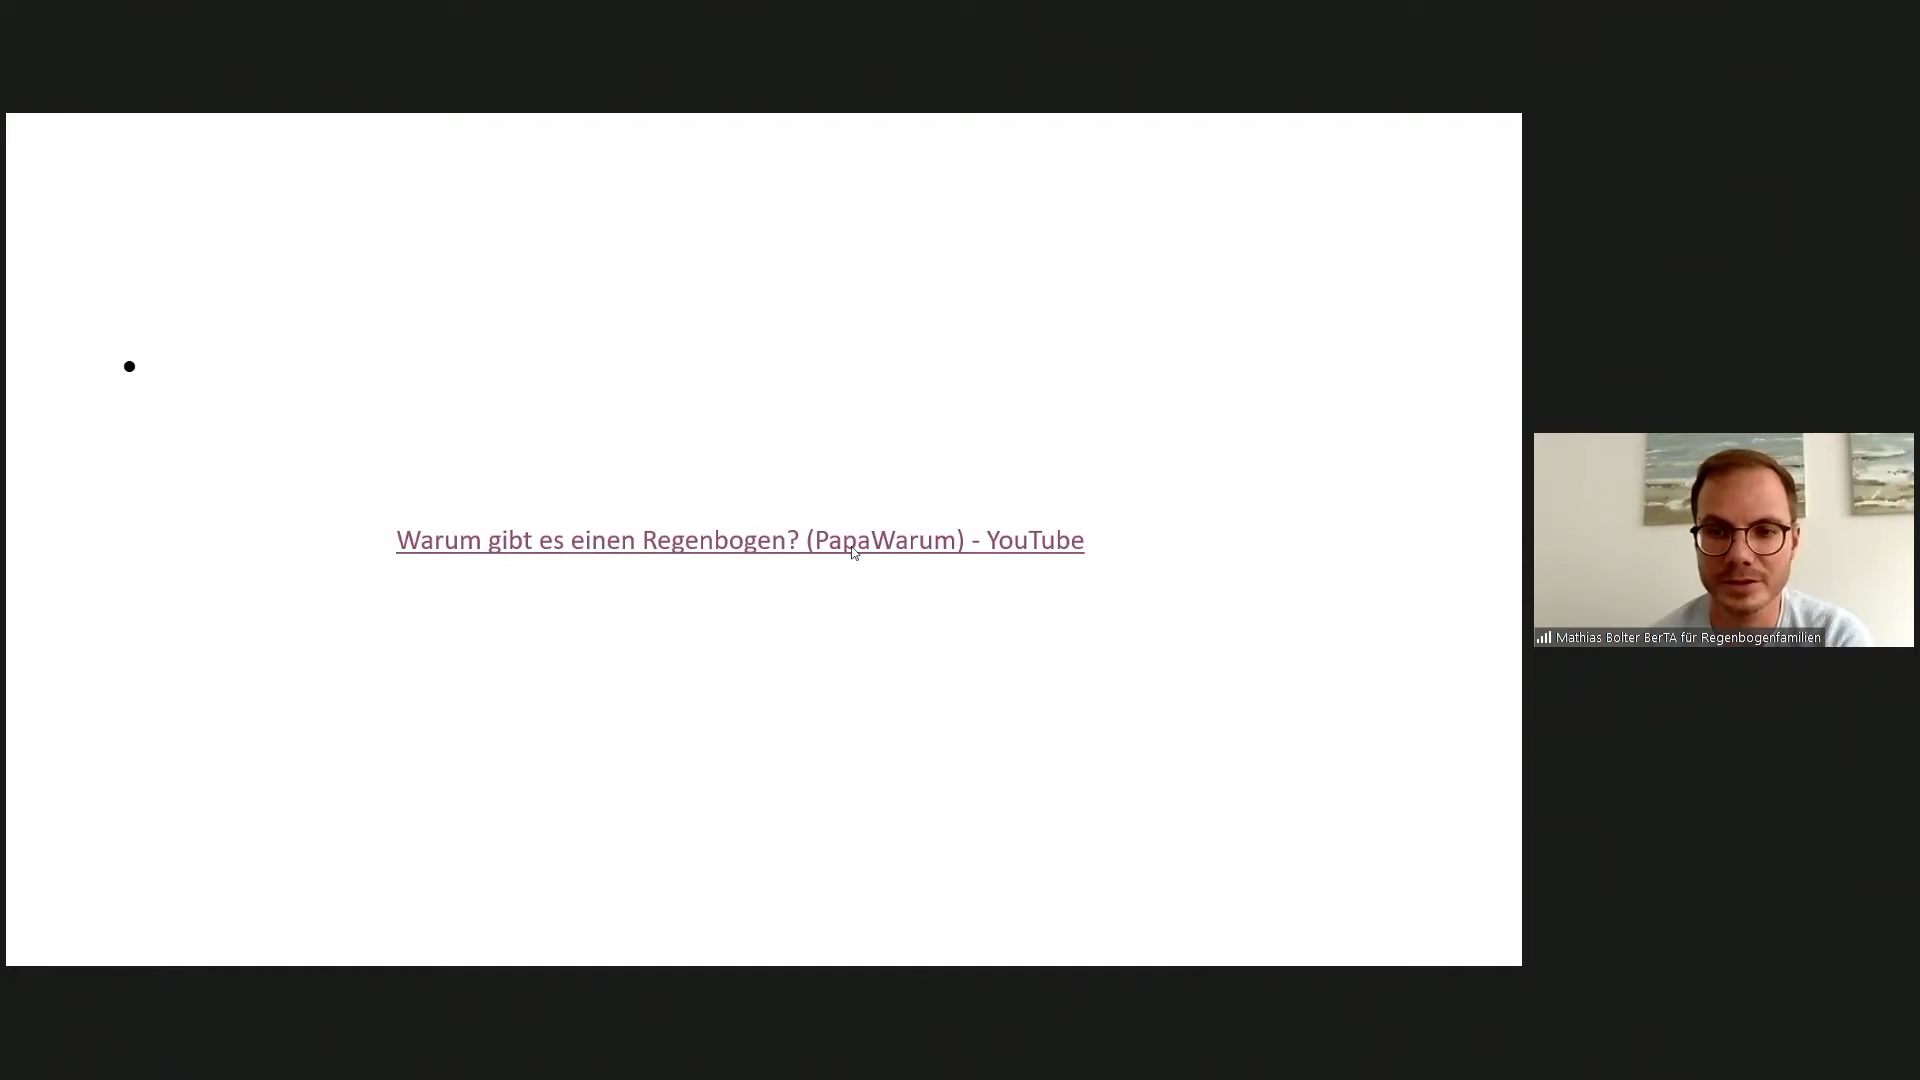 Warum gibt es einen Regenbogen? (PapaWarum) - YouTube
Mathias Bolter BerTA für Regenbogenfamilien